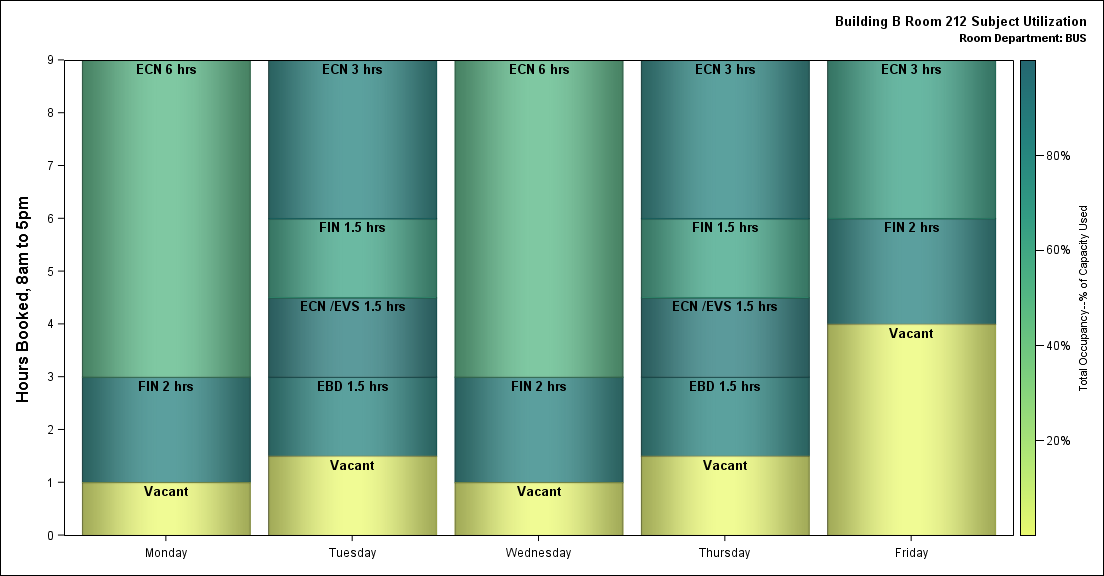 Building B Room 212 Subject Utilization
Room Department: BUS
Hours Booked, 8am to 5pm
9
8
7
6
5
4
3
2
1
0
ECN 6 hrs
FIN 2 hrs
Vacant
ECN 3 hrs
FIN 1.5 hrs
ECN /EVS 1.5 hrs
EBD 1.5 hrs
Vacant
ECN 6 hrs
FIN 2 hrs
Vacant
ECN 3 hrs
FIN 1.5 hrs
ECN /EVS 1.5 hrs
EBD 1.5 hrs
Vacant
ECN 3 hrs
FIN 2 hrs
Vacant
Monday
Tuesday
Wednesday
Thursday
Friday
80%
60%
40%
20%
Total Occupancy--% of Capacity Used